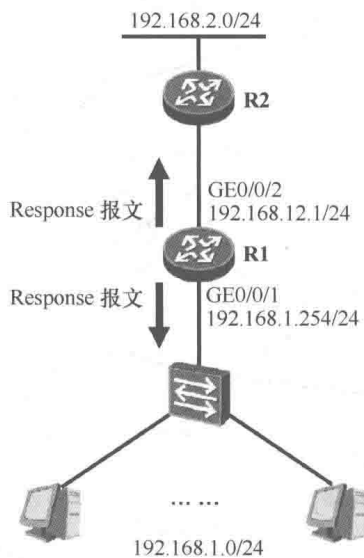 192.168.2.0/24
R2
GE0/0/2
192.168.12.1/24
Response 报文
R1
Response 报文
GE0/0/1
192.168.1.254/24
... ...
192.168.1.0/24